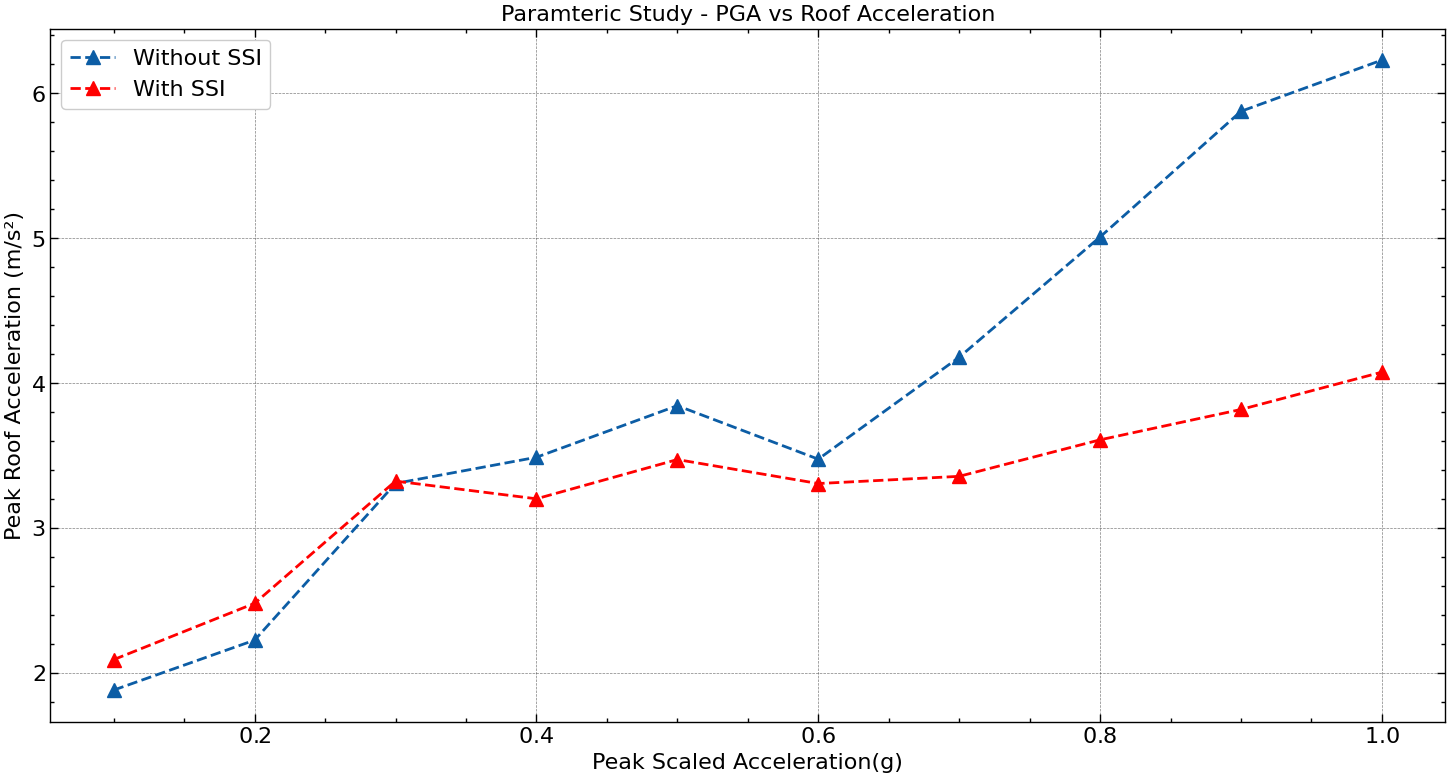 Paramteric Study - PGA vs Roof Acceleration
Without SSI
With SSI
Peak Roof Acceleration (m/s²)
6
5
4
3
2
0.2
0.4
0.6
0.8
1.0
Peak Scaled Acceleration(g)